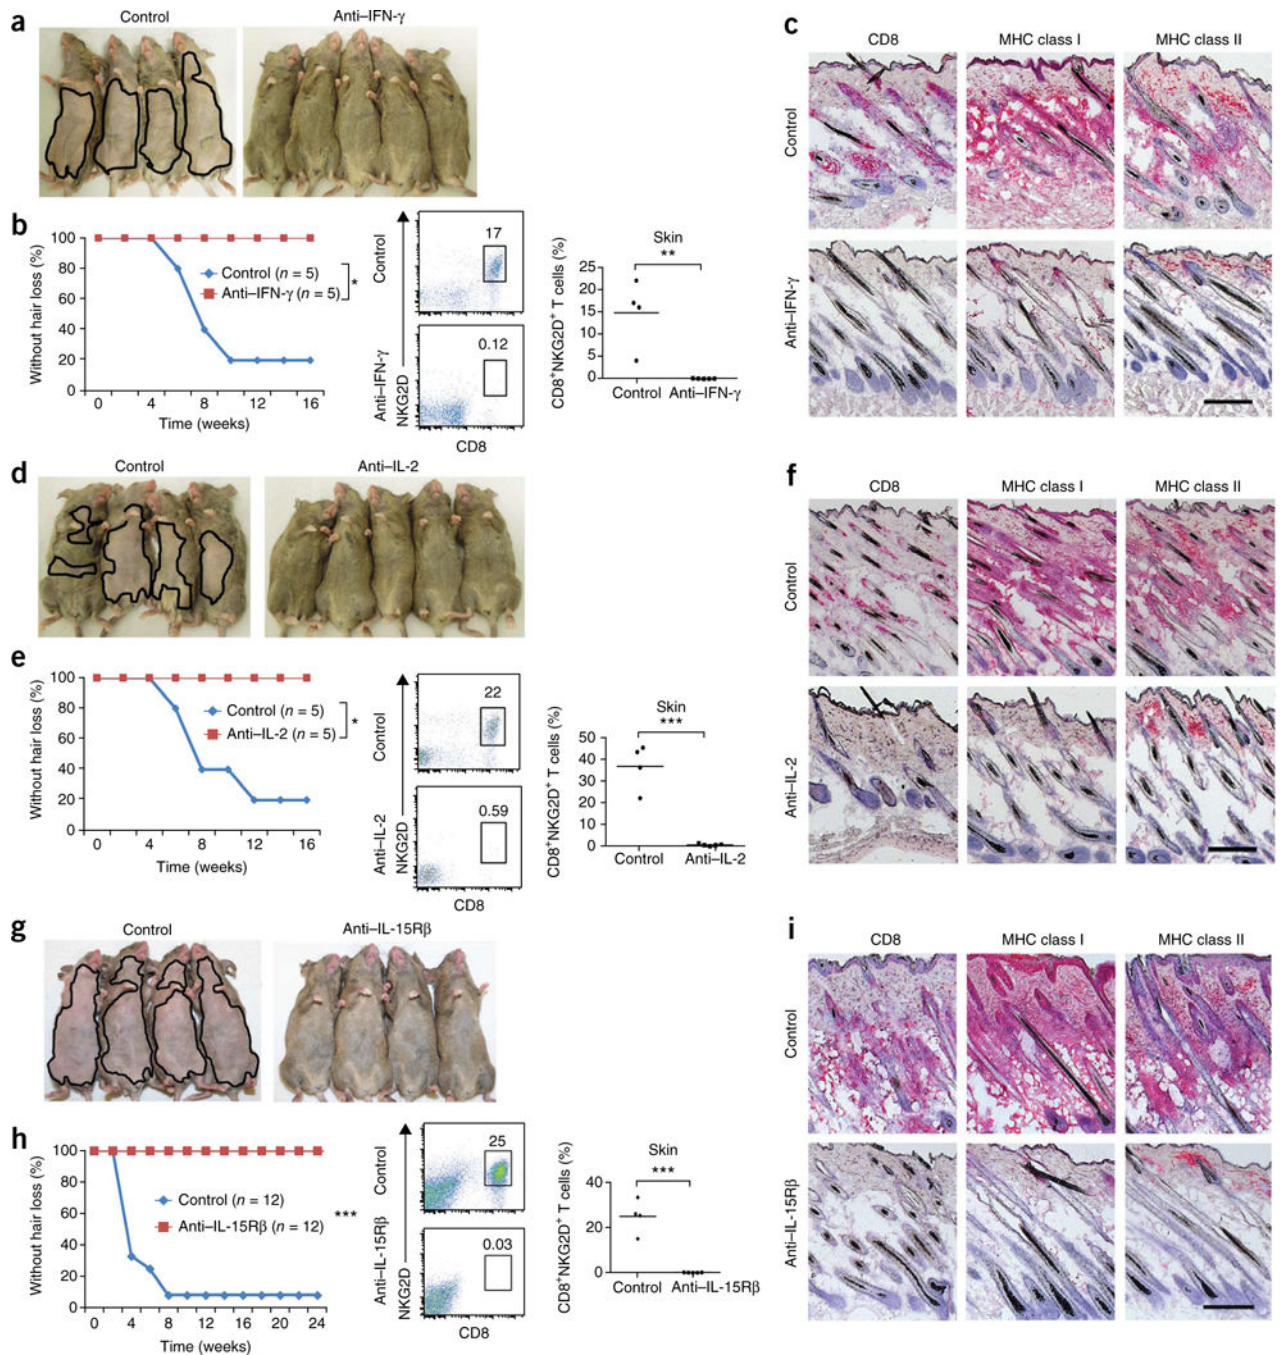 a
Control
Anti–IFN-γ
b
Without hair loss (%)
100
80
60
40
20
0
Control (n = 5)
Anti–IFN-γ (n = 5)
*
0 4 8 12 16
Time (weeks)
Control
17
Anti–IFN-γ
NKG2D
0.12
CD8
Skin
**
CD8+NKG2D+ T cells (%)
25
20
15
10
5
0
Control Anti–IFN-γ
c
CD8 MHC class I MHC class II
Control
Anti–IFN-γ
d
Control
Anti–IL-2
e
Without hair loss (%)
100
80
60
40
20
0
Control (n = 5)
Anti–IL-2 (n = 5)
*
0 4 8 12 16
Time (weeks)
Control
22
Anti–IL-2
NKG2D
0.59
CD8
Skin
***
CD8+NKG2D+ T cells (%)
50
40
30
20
10
0
Control Anti–IL-2
f
CD8 MHC class I MHC class II
Control
Anti–IL-2
g
Control
Anti–IL-15Rβ
h
Without hair loss (%)
100
80
60
40
20
0
Control (n = 12)
Anti–IL-15Rβ (n = 12)
***
0 4 8 12 16 20 24
Time (weeks)
Control
25
Anti–IL-15Rβ
NKG2D
0.03
CD8
Skin
***
CD8+NKG2D+ T cells (%)
40
20
0
Control Anti–IL-15Rβ
i
CD8 MHC class I MHC class II
Control
Anti–IL-15Rβ